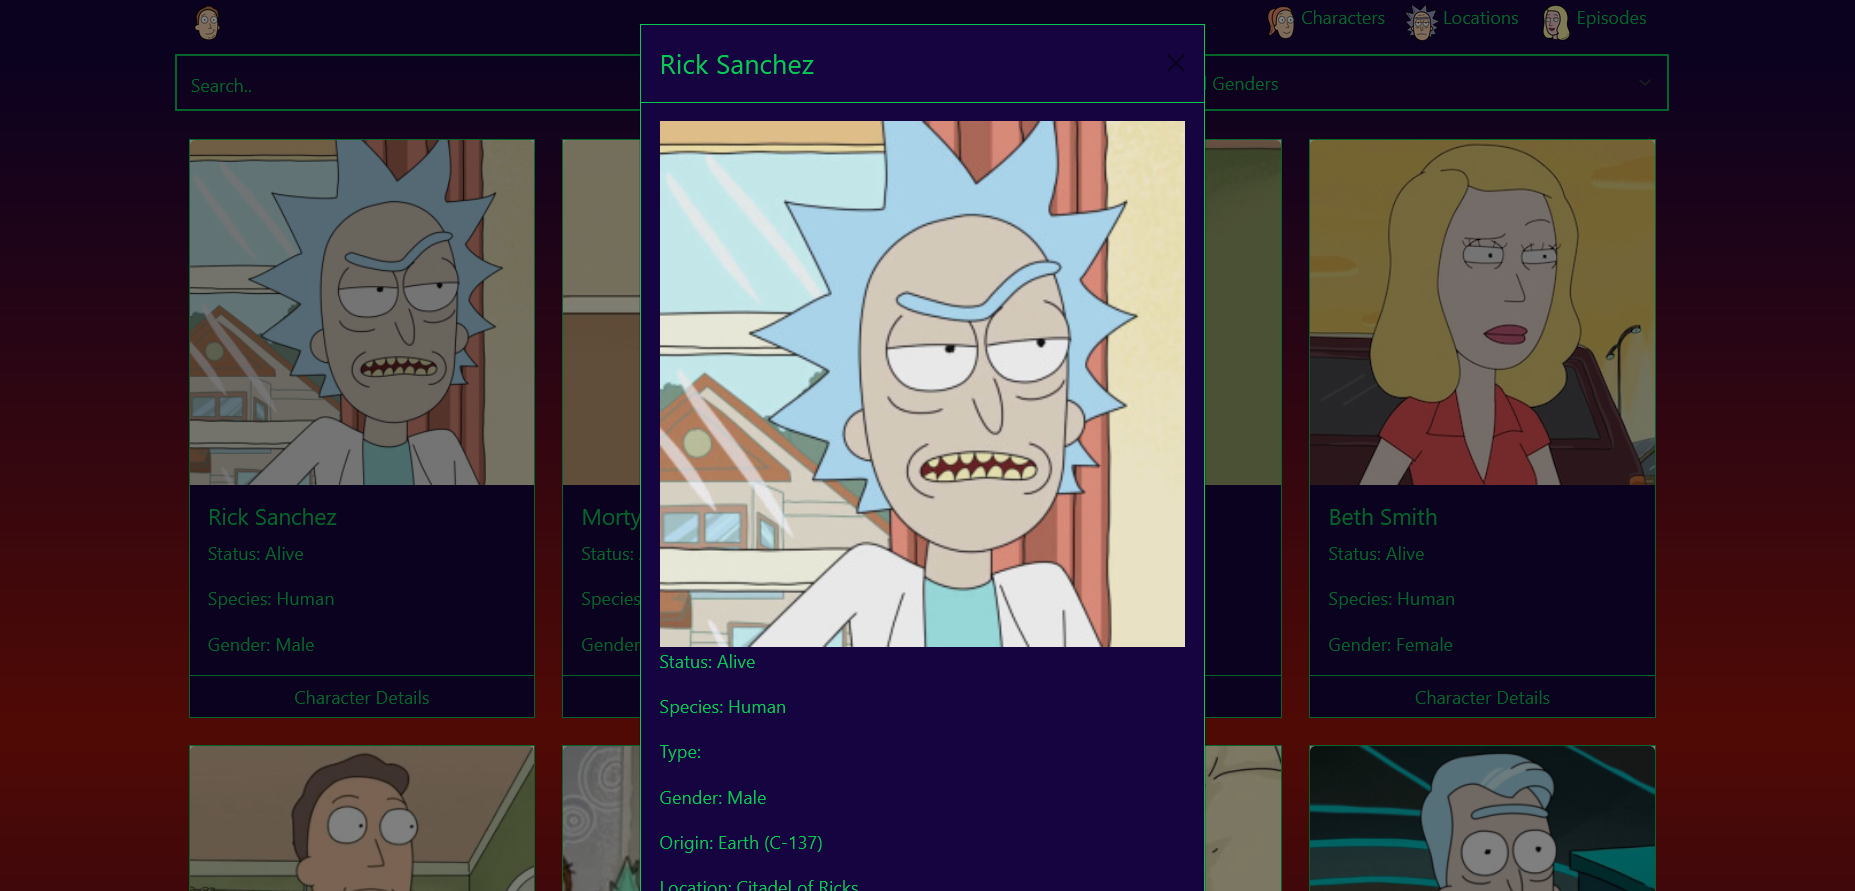 Characters
Locations
Episodes
Rick Sanchez
Search..
Genders
Rick Sanchez
Status: Alive
Species: Human
Gender: Male
Character Details
Morty
Status:
Species
Gender
Beth Smith
Status: Alive
Species: Human
Gender: Female
Character Details
Status: Alive
Species: Human
Type:
Gender: Male
Origin: Earth (C-137)
Location: Citadel of Ricks